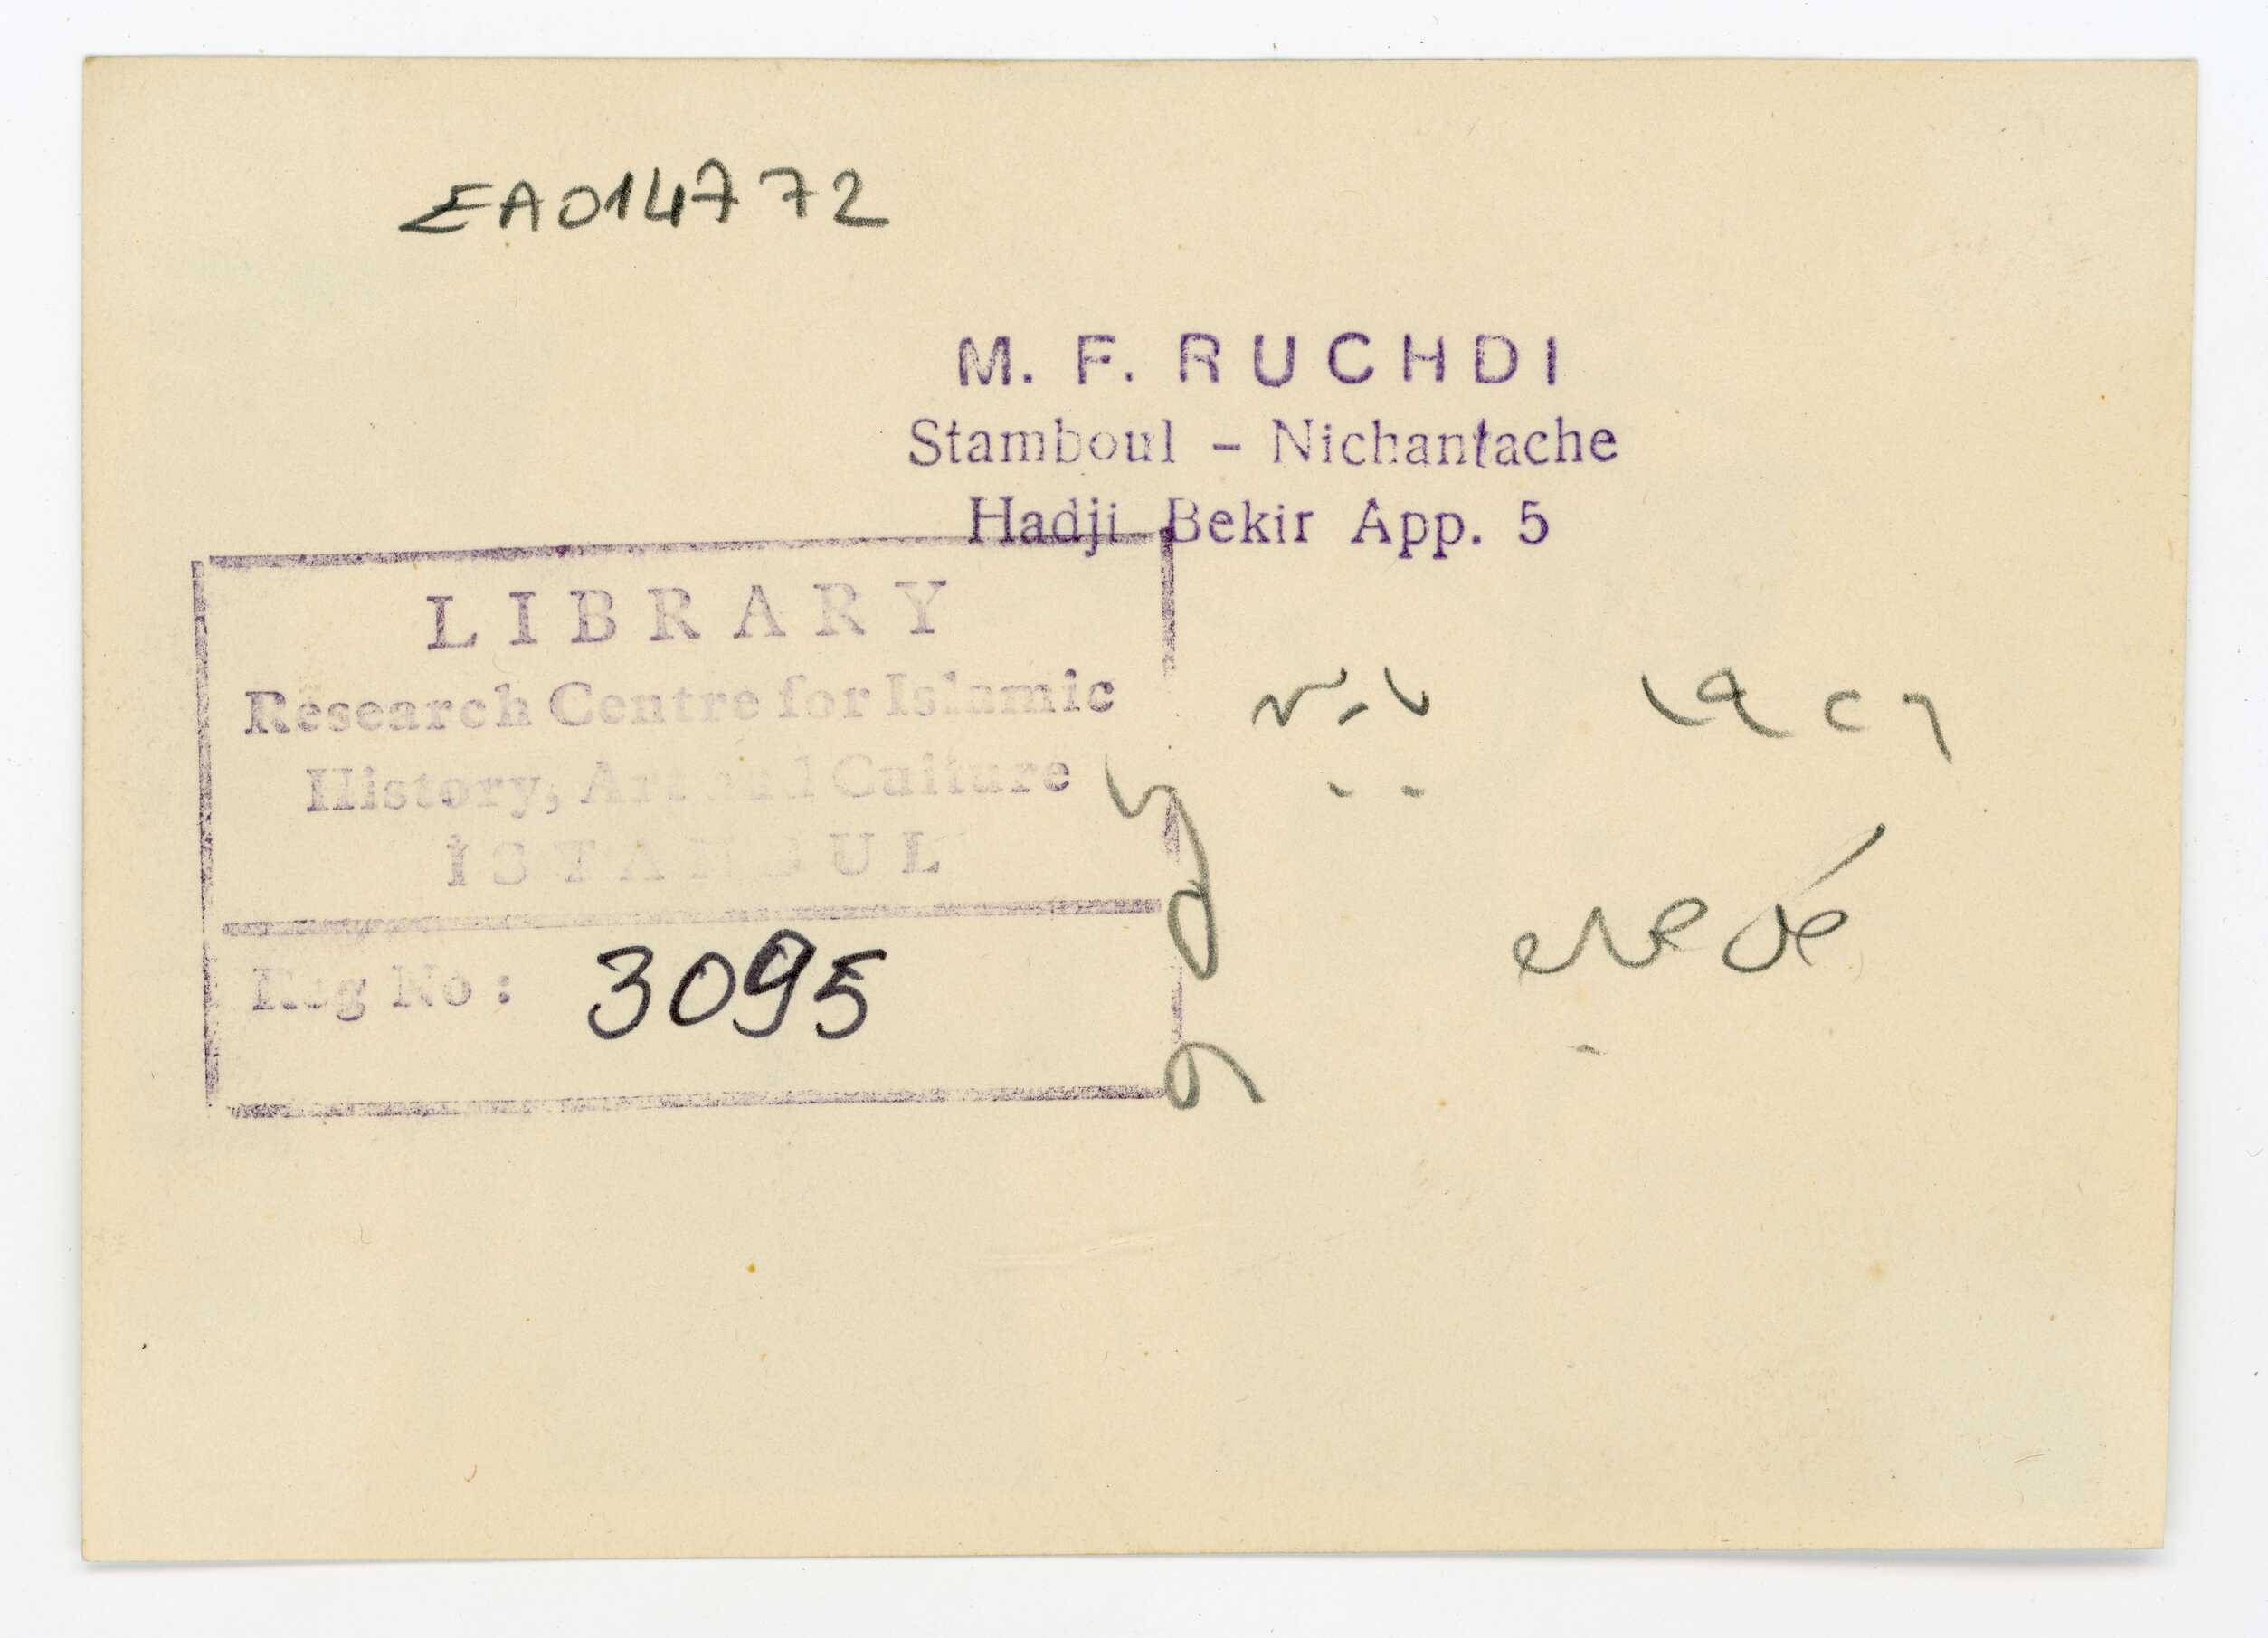 EA014772
M. F. RUCHDI
Stamboul - Nichantache
Hadji Bekir App. 5
LIBRARY
Research Centre for Islamic
History, Art and Culture
İSTANBUL
Reg No : 3095
١٩٢٦